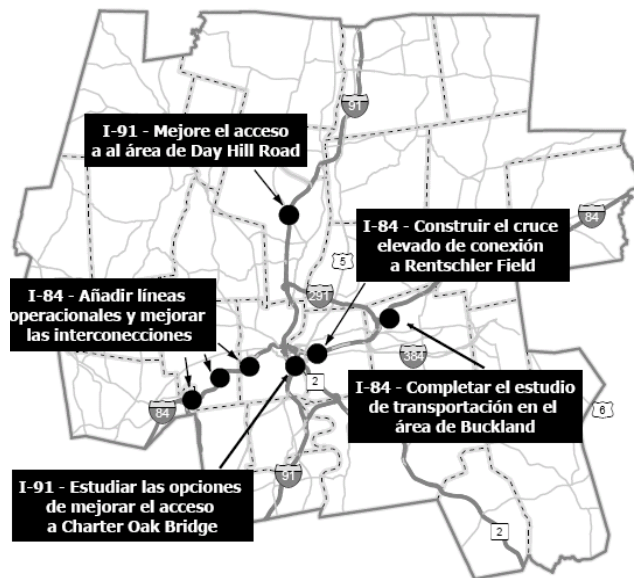 91
I-91 - Mejore el acceso
a al área de Day Hill Road
84
I-84 - Construir el cruce
elevado de conexión
a Rentschler Field
5
I-84 - Añadir líneas
operacionales y mejorar
las interconecciones
291
384
2
I-84 - Completar el estudio
de transportación en el
área de Buckland
84
6
I-91 - Estudiar las opciones
de mejorar el acceso
a Charter Oak Bridge
91
2